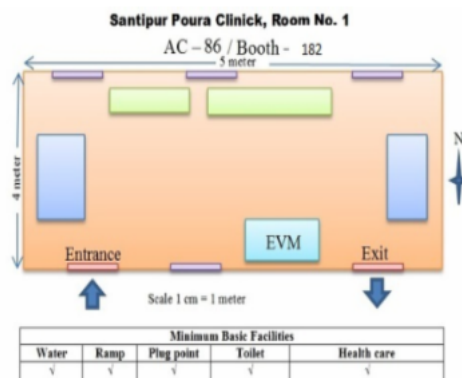 Santipur Poura Clinick, Room No. 1
AC – 86 / Booth - 182
5 meter
4 meter
N
EVM
Entrance
Exit
Scale 1 cm = 1 meter
Minimum Basic Facilities
Water Ramp Plug point Toilet Health care
√ √ √ √ √